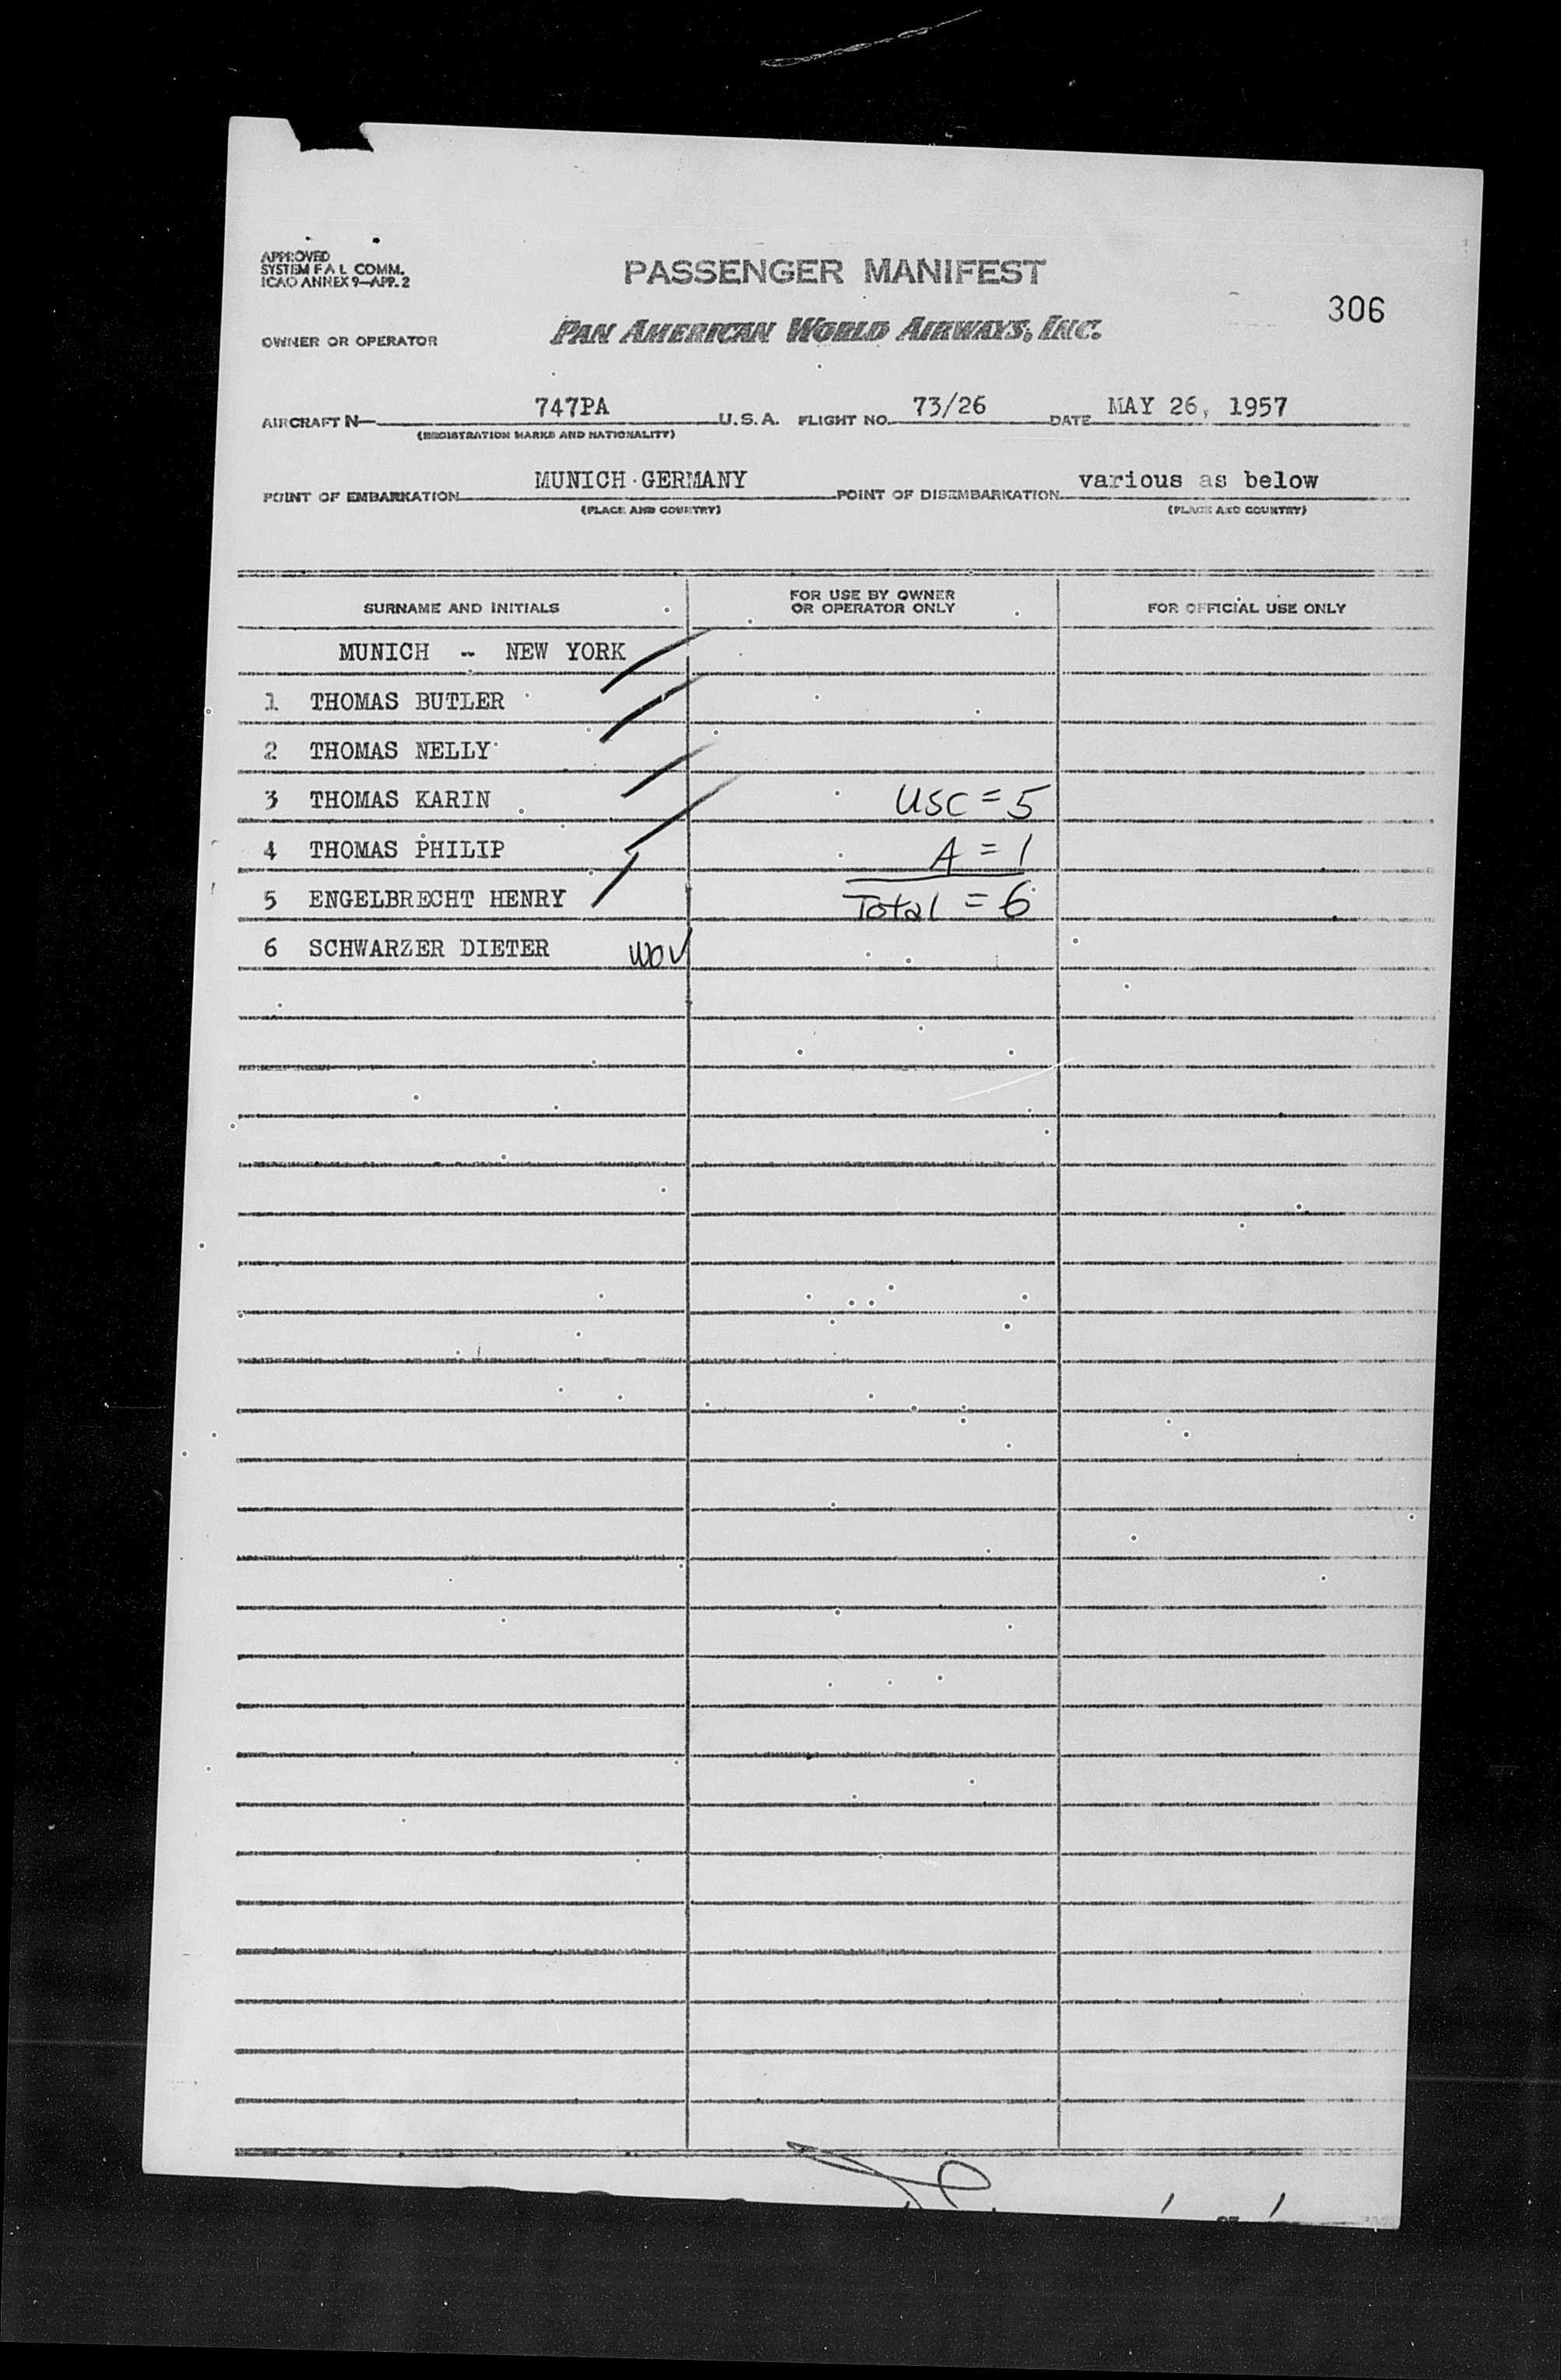 APPROVED
SYSTEM F A L COMM.
ICAO ANNEX 9—APP. 2
PASSENGER MANIFEST
306
OWNER OR OPERATOR
PAN AMERICAN WORLD AIRWAYS, INC.
AIRCRAFT N— 747PA U. S. A. FLIGHT NO. 73/26 DATE MAY 26, 1957
(REGISTRATION MARKS AND NATIONALITY)
POINT OF EMBARKATION MUNICH GERMANY POINT OF DISEMBARKATION various as below
(PLACE AND COUNTRY) (PLACE AND COUNTRY)
SURNAME AND INITIALS FOR USE BY OWNER OR OPERATOR ONLY FOR OFFICIAL USE ONLY
MUNICH - NEW YORK
1 THOMAS BUTLER
2 THOMAS NELLY
3 THOMAS KARIN USC = 5
4 THOMAS PHILIP A = 1
5 ENGELBRECHT HENRY Total = 6
6 SCHWARZER DIETER